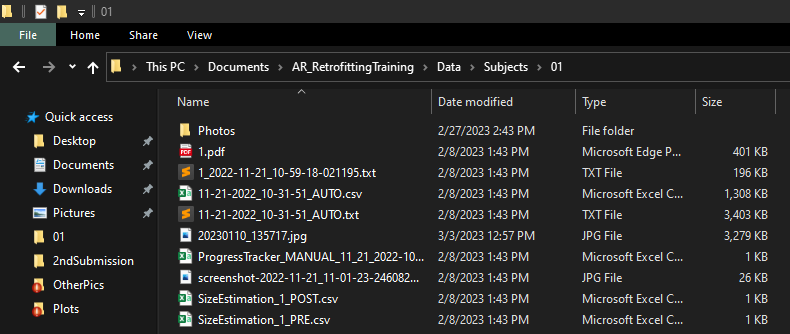 01
File Home Share View
This PC Documents AR_RetrofittingTraining Data Subjects 01
Name Date modified Type Size
Quick access
Desktop
Documents
Downloads
Pictures
01
2ndSubmission
OtherPics
Plots
Photos 2/27/2023 2:43 PM File folder
1.pdf 2/8/2023 1:43 PM Microsoft Edge P... 401 KB
1_2022-11-21_10-59-18-021195.txt 2/8/2023 1:43 PM TXT File 196 KB
11-21-2022_10-31-51_AUTO.csv 2/8/2023 1:43 PM Microsoft Excel C... 1,308 KB
11-21-2022_10-31-51_AUTO.txt 2/8/2023 1:43 PM TXT File 3,403 KB
20230110_135717.jpg 3/3/2023 12:57 PM JPG File 3,279 KB
ProgressTracker_MANUAL_11_21_2022-10... 2/8/2023 1:43 PM Microsoft Excel C... 1 KB
screenshot-2022-11-21_11-01-23-246082... 2/8/2023 1:43 PM JPG File 26 KB
SizeEstimation_1_POST.csv 2/8/2023 1:43 PM Microsoft Excel C... 1 KB
SizeEstimation_1_PRE.csv 2/8/2023 1:43 PM Microsoft Excel C... 1 KB